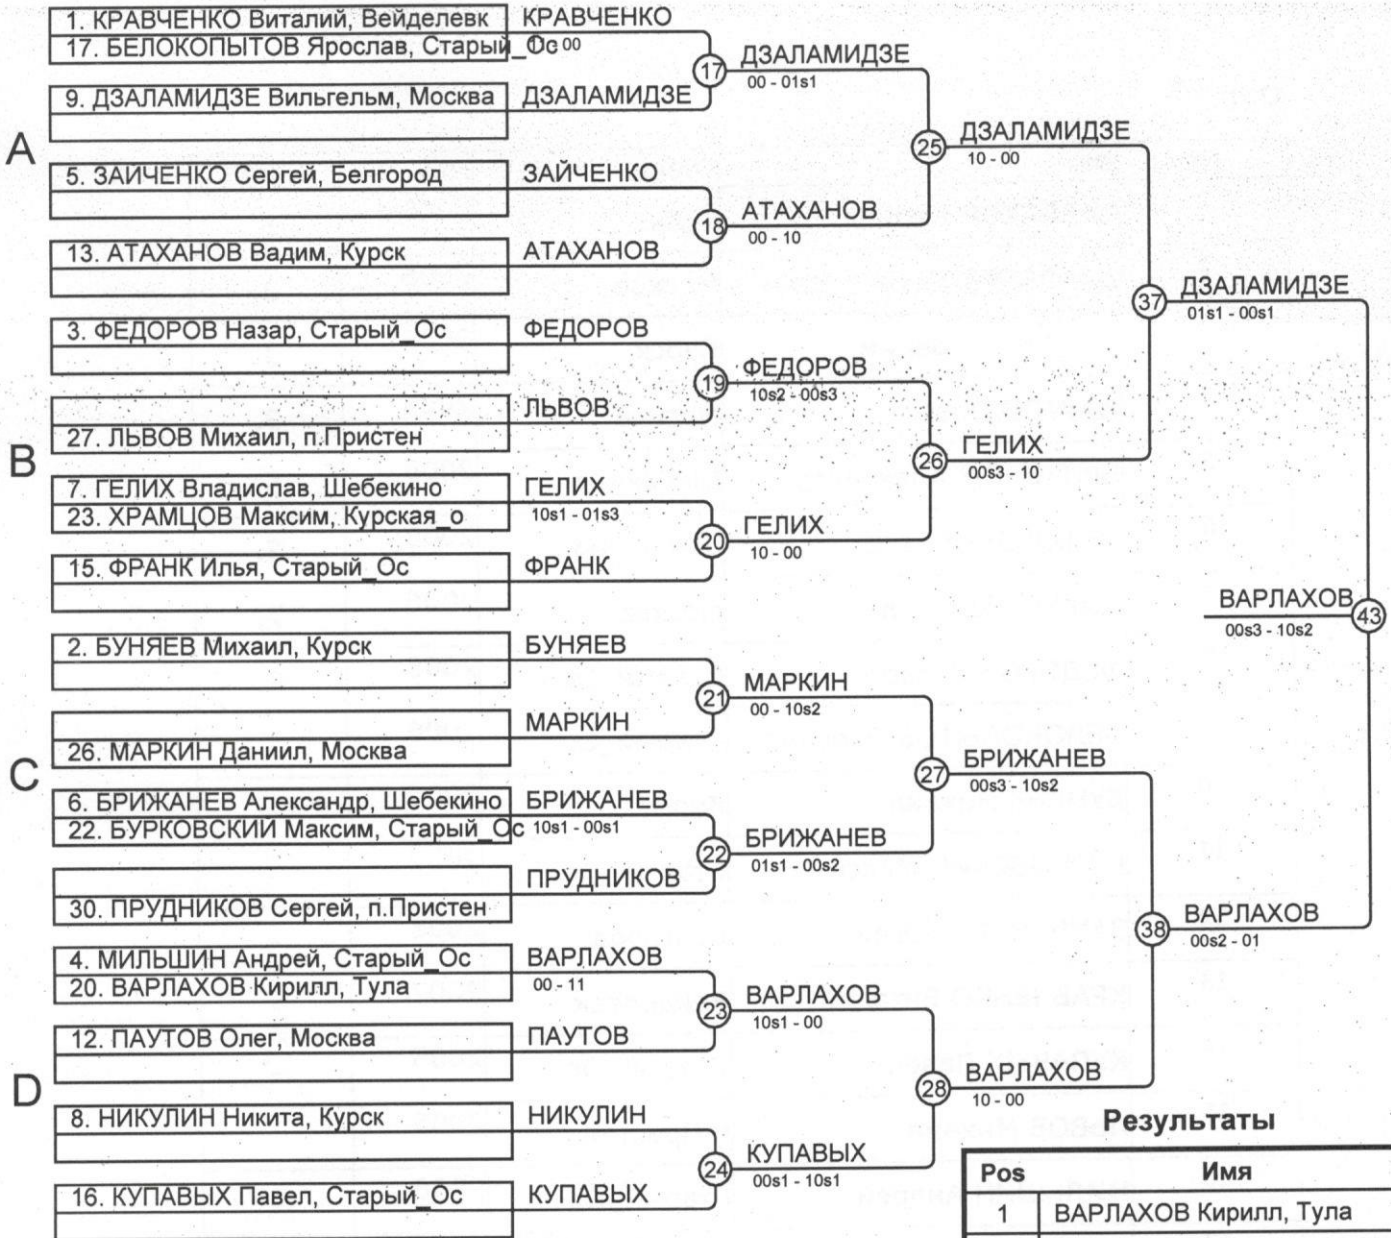 1. КРАВЧЕНКО Виталий, Вейделевк
КРАВЧЕНКО
17. БЕЛОКОПЫТОВ Ярослав, Старый_Ос
00
17
ДЗАЛАМИДЗЕ
00 - 01s1
9. ДЗАЛАМИДЗЕ Вильгельм, Москва
ДЗАЛАМИДЗЕ
A
25
ДЗАЛАМИДЗЕ
10 - 00
5. ЗАЙЧЕНКО Сергей, Белгород
ЗАЙЧЕНКО
18
АТАХАНОВ
00 - 10
13. АТАХАНОВ Вадим, Курск
АТАХАНОВ
37
ДЗАЛАМИДЗЕ
01s1 - 00s1
3. ФЕДОРОВ Назар, Старый_Ос
ФЕДОРОВ
19
ФЕДОРОВ
10s2 - 00s3
ЛЬВОВ
27. ЛЬВОВ Михаил, п.Пристен
B
26
ГЕЛИХ
00s3 - 10
7. ГЕЛИХ Владислав, Шебекино
ГЕЛИХ
23. ХРАМЦОВ Максим, Курская_о
10s1 - 01s3
20
ГЕЛИХ
10 - 00
15. ФРАНК Илья, Старый_Ос
ФРАНК
ВАРЛАХОВ
43
00s3 - 10s2
2. БУНЯЕВ Михаил, Курск
БУНЯЕВ
21
МАРКИН
00 - 10s2
МАРКИН
26. МАРКИН Даниил, Москва
C
27
БРИЖАНЕВ
00s3 - 10s2
6. БРИЖАНЕВ Александр, Шебекино
БРИЖАНЕВ
22. БУРКОВСКИЙ Максим, Старый_Ос
10s1 - 00s1
22
БРИЖАНЕВ
01s1 - 00s2
ПРУДНИКОВ
30. ПРУДНИКОВ Сергей, п.Пристен
38
ВАРЛАХОВ
00s2 - 01
4. МИЛЬШИН Андрей, Старый_Ос
ВАРЛАХОВ
20. ВАРЛАХОВ Кирилл, Тула
00 - 11
23
ВАРЛАХОВ
10s1 - 00
12. ПАУТОВ Олег, Москва
ПАУТОВ
D
28
ВАРЛАХОВ
10 - 00
8. НИКУЛИН Никита, Курск
НИКУЛИН
24
КУПАВЫХ
00s1 - 10s1
16. КУПАВЫХ Павел, Старый_Ос
КУПАВЫХ
Результаты
Pos Имя
1 ВАРЛАХОВ Кирилл, Тула